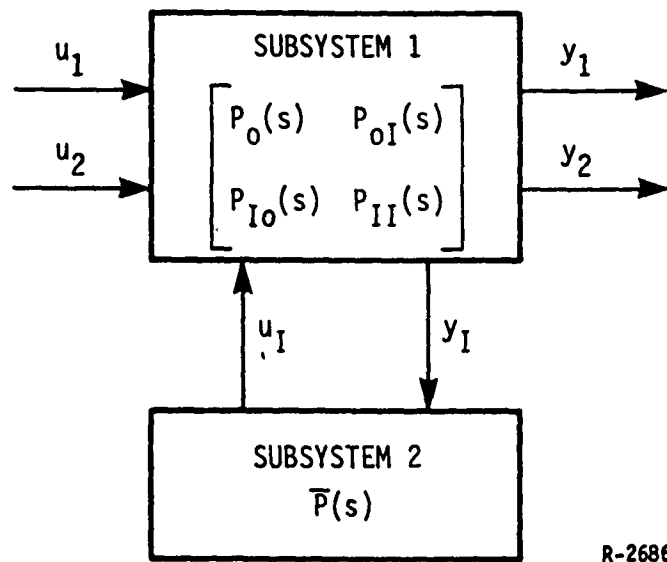 SUBSYSTEM 1
u1
y1
Po(s) PoI(s)
u2
y2
PIo(s) PII(s)
uI
yI
SUBSYSTEM 2
P̅(s)
R-2686